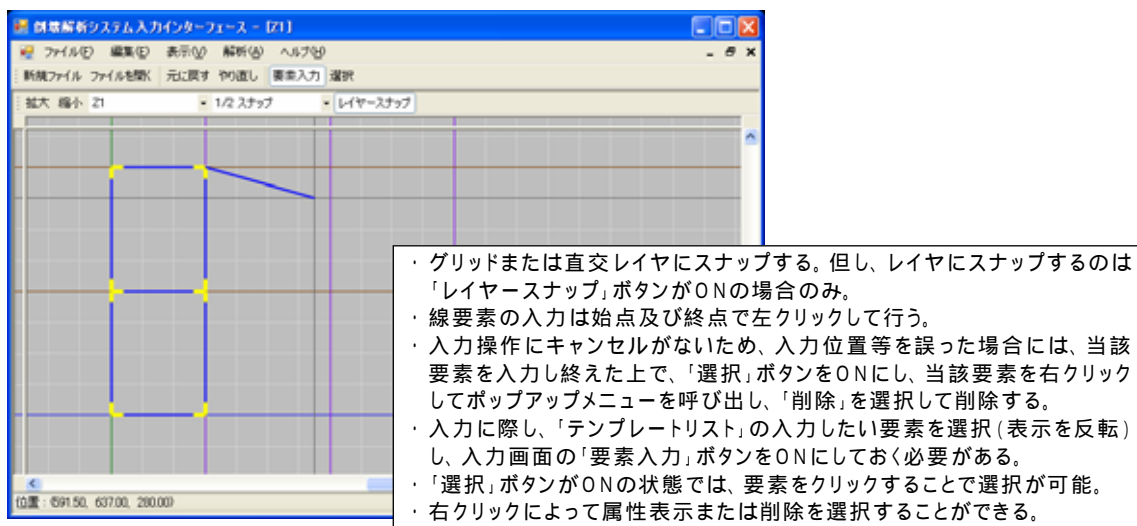 倒壊解析システム入力インターフェース - [Z1]
ファイル(F) 編集(E) 表示(V) 解析(A) ヘルプ(H)
新規ファイル ファイルを開く 元に戻す やり直し 要素入力 選択
拡大 縮小 Z1 1/2 スナップ レイヤースナップ
・グリッドまたは直交レイヤにスナップする。但し、レイヤにスナップするのは
「レイヤースナップ」ボタンがONの場合のみ。
・線要素の入力は始点及び終点で左クリックして行う。
・入力操作にキャンセルがないため、入力位置等を誤った場合には、当該
要素を入力し終えた上で、「選択」ボタンをONにし、当該要素を右クリック
してポップアップメニューを呼び出し、「削除」を選択して削除する。
・入力に際し、「テンプレートリスト」の入力したい要素を選択(表示を反転)
し、入力画面の「要素入力」ボタンをONにしておく必要がある。
・「選択」ボタンがONの状態では、要素をクリックすることで選択が可能。
・右クリックによって属性表示または削除を選択することができる。
位置 : (591.50, 637.00, 280.00)